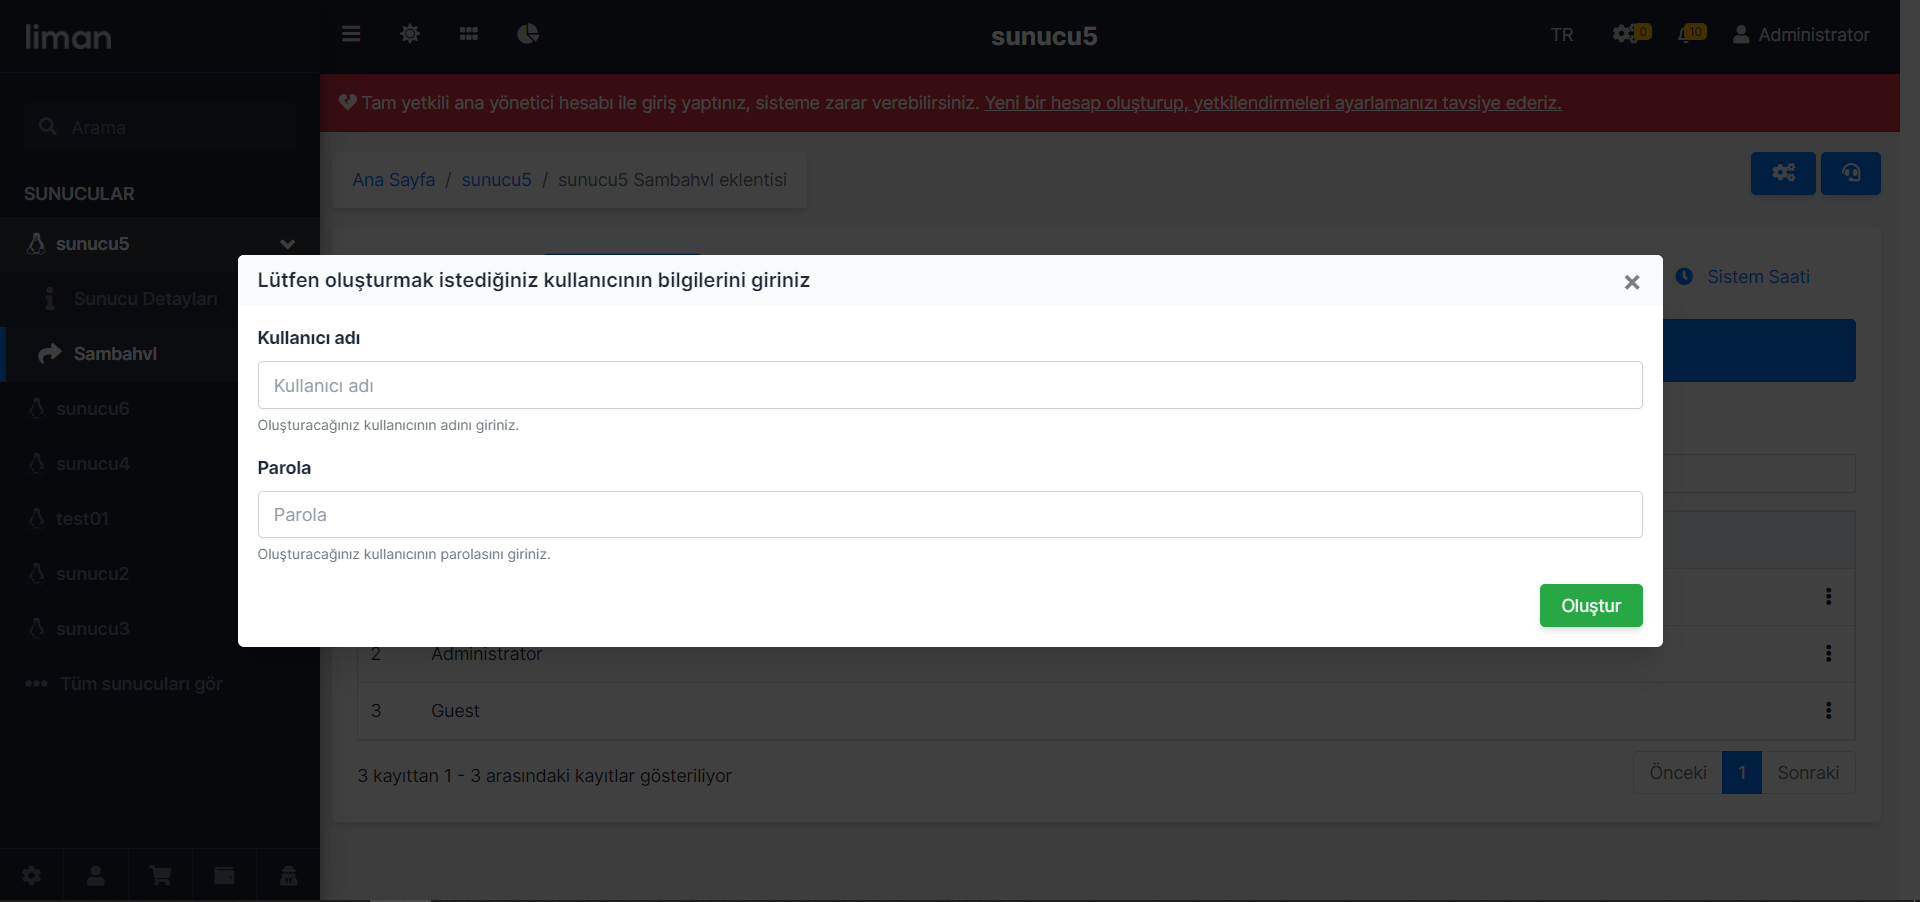 liman
sunucu5
TR
0
10
Administrator
Tam yetkili ana yönetici hesabı ile giriş yaptınız, sisteme zarar verebilirsiniz. Yeni bir hesap oluşturup, yetkilendirmeleri ayarlamanızı tavsiye ederiz.
Arama
Ana Sayfa / sunucu5 / sunucu5 Sambahvl eklentisi
SUNUCULAR
sunucu5
Sunucu Detayları
Sambahvl
sunucu6
sunucu4
test01
sunucu2
sunucu3
Tüm sunucuları gör
Sistem Saati
Lütfen oluşturmak istediğiniz kullanıcının bilgilerini giriniz
×
Kullanıcı adı
Kullanıcı adı
Oluşturacağınız kullanıcının adını giriniz.
Parola
Parola
Oluşturacağınız kullanıcının parolasını giriniz.
Oluştur
2 Administrator
3 Guest
3 kayıttan 1 - 3 arasındaki kayıtlar gösteriliyor
Önceki 1 Sonraki